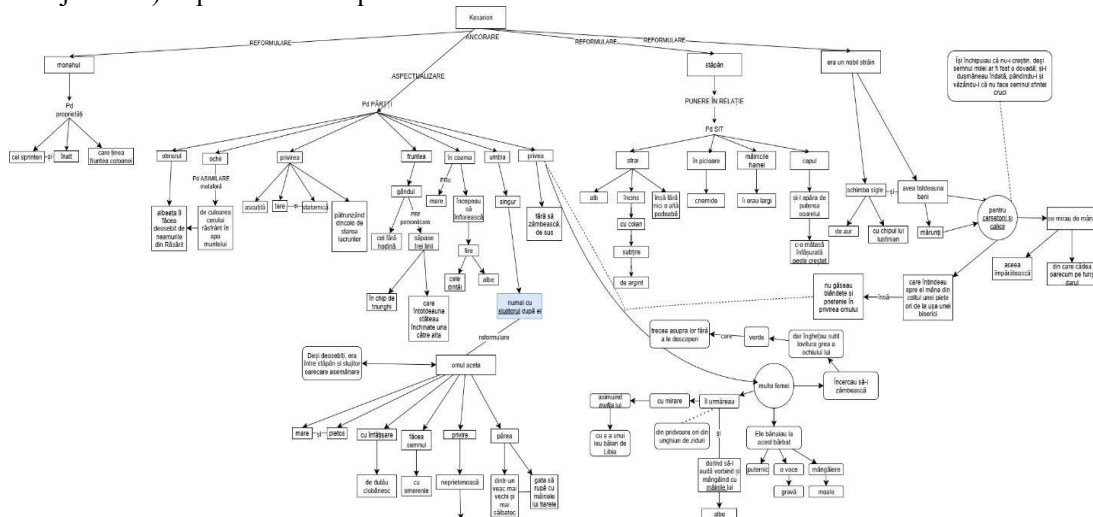 Kesarion
REFORMULARE
ANCORARE
REFORMULARE
REFORMULARE
monahul
stăpân
era un nobil străin
Își închipuiau că nu-i creștin, deși
semnul milei ar fi fost o dovadă; și-l
dușmăneau îndată, pândindu-l și
văzându-l că nu face semnul sfintei
cruci
ASPECTUALIZARE
PUNERE ÎN RELAȚIE
Pd
proprietăți
Pd PĂRȚI
Pd SIT
cel sprinten
și
înalt
care ținea
fruntea coloanei
obrazul
ochii
privirea
fruntea
în coama
umbla
privea
strai
în picioare
mânicile
hainei
capul
Pd ASIMILARE
metaforă
gândul
PRc
mare
singur
fără să
zâmbească,
de sus
schimba sigle
și
avea totdeauna
bani
albeața îl
făcea
deosebit de
neamurile
din Răsărit
de culoarea
cerului
răsfrânt în
apa
muntelui
ascuțită
tare
și
statornică
pătrunzând
dincolo de
starea
lucrurilor
PRf
personificare
cel fără
hodină
săpase
trei linii
începeau
să
înflorească
fire
cele
dintâi
albe
alb
încins
însă fără
nici o altă
podoabă
cnemide
îi erau largi
și-l apăra de
puterea
soarelui
cu colan
subțire
de argint
c-o mătasă
înfășurată
peste creștet
de aur
cu chipul lui
Iustinian
mărunți
pentru
cerșetorii și
calicii
se mirau de mâna
aceea
împărătească
din care cădea
oarecum pe furiș
darul
în chip de
triunghi
care
întotdeauna
stăteau
închinate una
către alta
numai cu
slujitorul după el
nu găseau
blândețe și
prietenie în
privirea omului
însă
care întindeau
spre el mâna din
colțul unei piețe
ori de la ușa unei
biserici
reformulare
Deși deosebiți, era
între stăpân și slujitor
oarecare asemănare
omul acela
trecea asupra lor fără
a le descoperi
care
verde
dar înghețau subt
lovitura grea a
ochiului lui
încercau să-i
zâmbească
multe femei
mare
și
pletos
cu înfățișare
făcea
semnul
privire
părea
de dulău
ciobănesc
cu
smerenie
neprietenoasă
dintr-un
veac mai
vechi și
mai
sălbatec
gata să
rupă cu
mâinele
lui fiarele
asimuind
cu mirare
îl urmăreau
cu a a unui
leu bălan de
Libia
din pridvoare ori din
unghiuri de ziduri
și
dorind să-l
audă vorbind și
mângâind cu
mâinile lui
albe
Ele bănuiau la
acest bărbat
puternic
o voce
mângâiere
gravă
moale